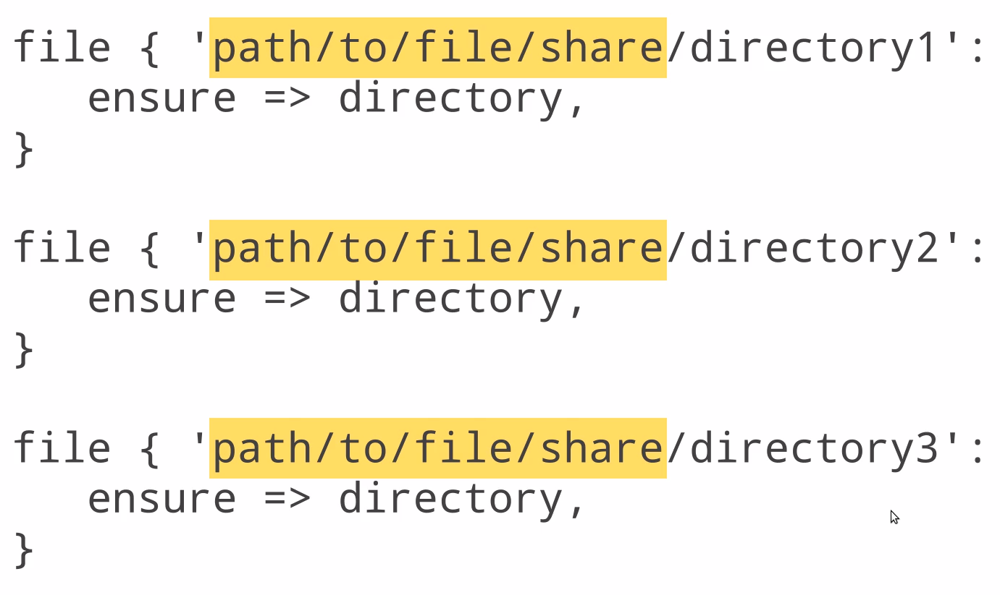 file { 'path/to/file/share/directory1':
   ensure => directory,
}

file { 'path/to/file/share/directory2':
   ensure => directory,
}

file { 'path/to/file/share/directory3':
   ensure => directory,
}